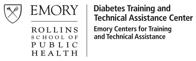 EMORY
ROLLINS
SCHOOL OF
PUBLIC
HEALTH
Diabetes Training and
Technical Assistance Center
Emory Centers for Training
and Technical Assistance